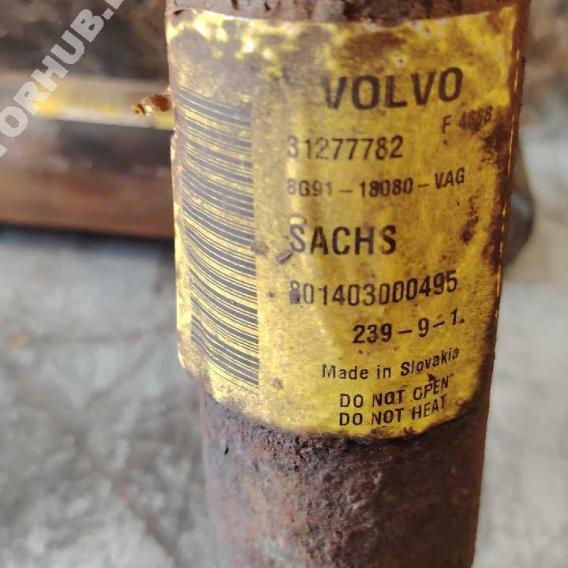 VOLVO
31277782
8G91-18080-VAG
SACHS
801403000495
239-9-1.
Made in Slovakia
DO NOT OPEN
DO NOT HEAT